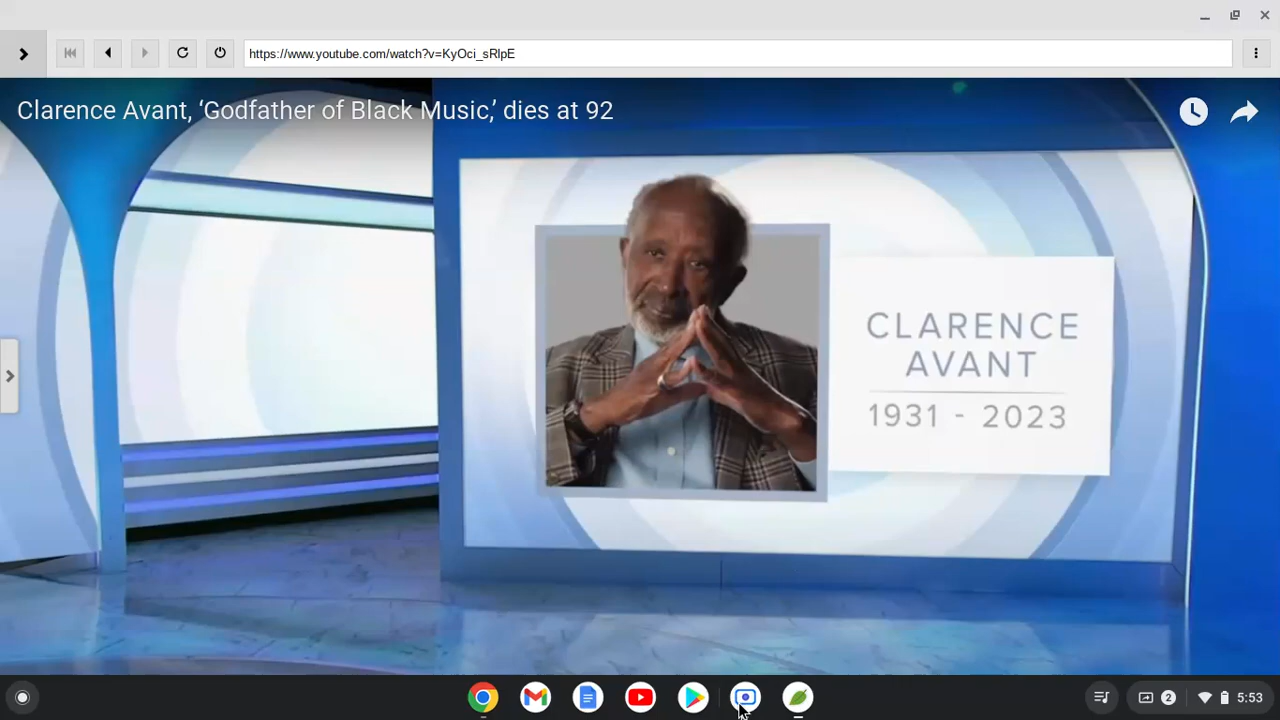 https://www.youtube.com/watch?v=KyOci_sRlpE
Clarence Avant, ‘Godfather of Black Music,’ dies at 92
CLARENCE
AVANT
1931 - 2023
2
5:53